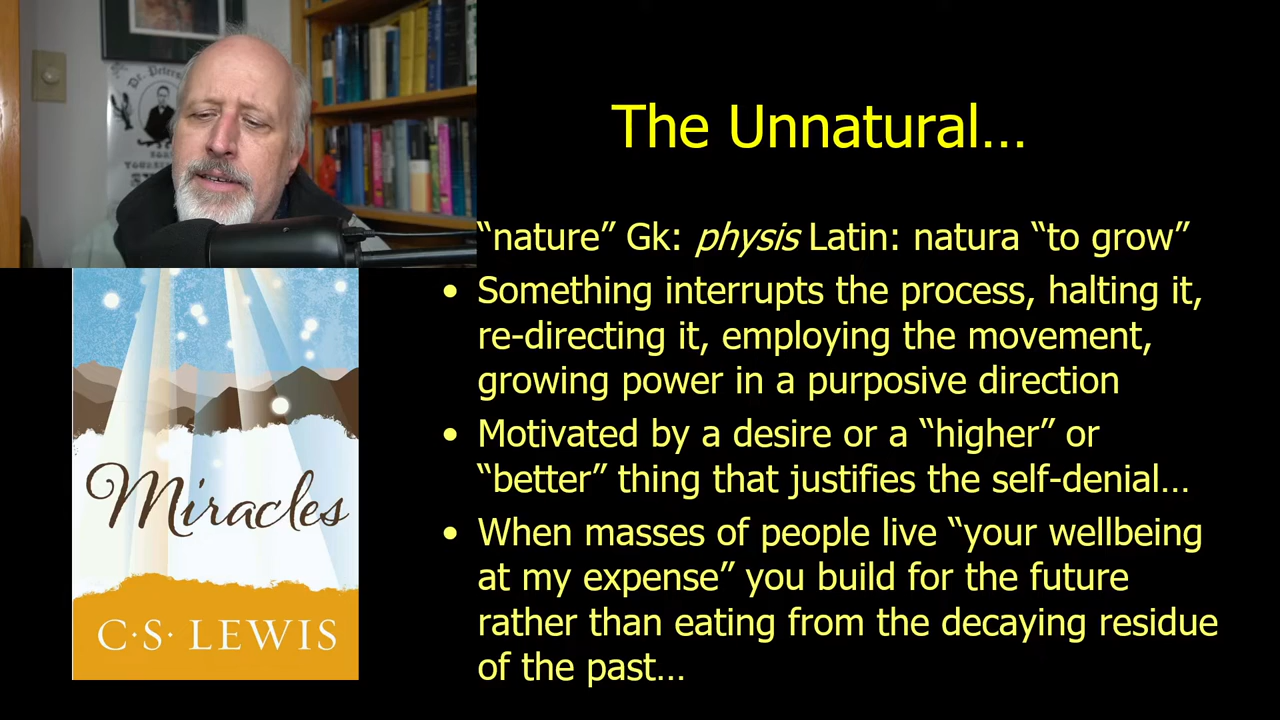 Dr. Peters
The Unnatural…
“nature” Gk: physis Latin: natura “to grow”
• Something interrupts the process, halting it,
re-directing it, employing the movement,
growing power in a purposive direction
• Motivated by a desire or a “higher” or
“better” thing that justifies the self-denial…
• When masses of people live “your wellbeing
at my expense” you build for the future
rather than eating from the decaying residue
of the past…
Miracles
C·S· LEWIS